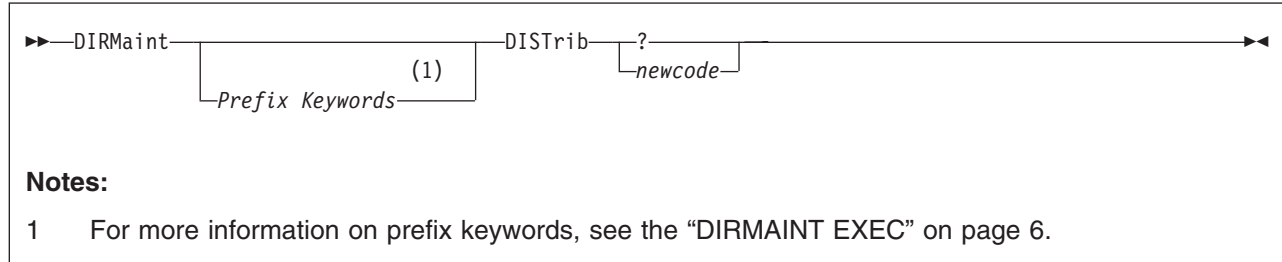 DIRMaint DISTrib ?
(1) newcode
Prefix Keywords
Notes:
1 For more information on prefix keywords, see the “DIRMAINT EXEC” on page 6.